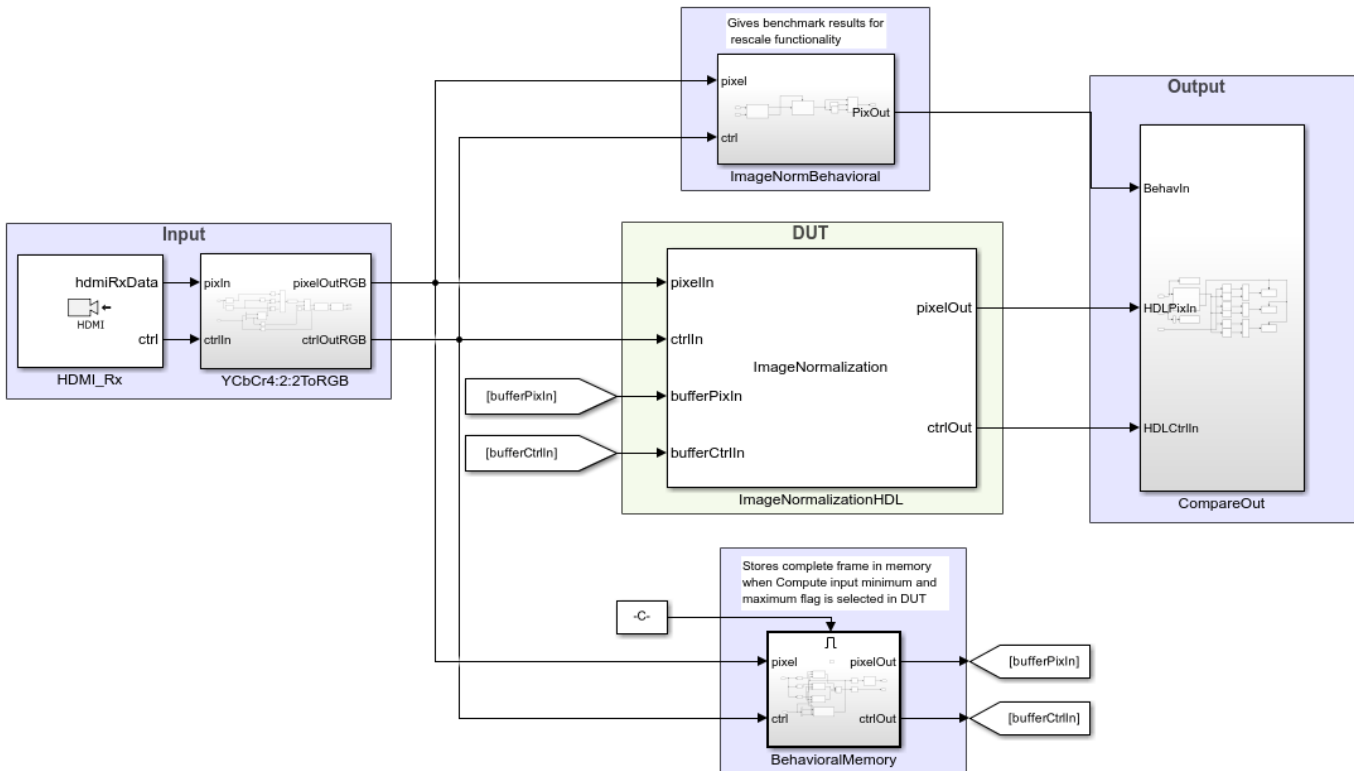 Gives benchmark results for
rescale functionality
pixel
ctrl
PixOut
ImageNormBehavioral
Output
BehavIn
HDLPixIn
HDLCtrlIn
CompareOut
Input
hdmiRxData
HDMI
ctrl
HDMI_Rx
pixIn
ctrlIn
pixelOutRGB
ctrlOutRGB
YCbCr4:2:2ToRGB
DUT
pixelIn
ctrlIn
bufferPixIn
bufferCtrlIn
ImageNormalization
pixelOut
ctrlOut
ImageNormalizationHDL
[bufferPixIn]
[bufferCtrlIn]
Stores complete frame in memory
when Compute input minimum and
maximum flag is selected in DUT
-C-
pixel
ctrl
pixelOut
ctrlOut
BehavioralMemory
[bufferPixIn]
[bufferCtrlIn]